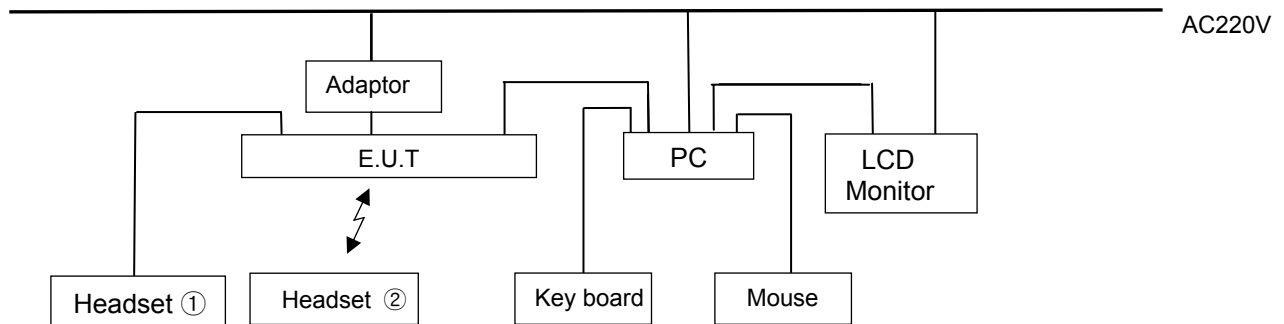 AC220V
Adaptor
E.U.T
PC
LCD
Monitor
Headset ①
Headset ②
Key board
Mouse